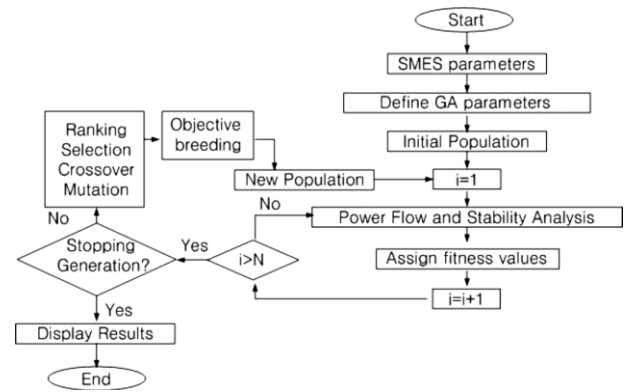 Start
SMES parameters
Define GA parameters
Initial Population
i=1
Power Flow and Stability Analysis
Assign fitness values
i=i+1
i>N
No
Yes
Stopping
Generation?
No
Ranking
Selection
Crossover
Mutation
Objective
breeding
New Population
Yes
Display Results
End